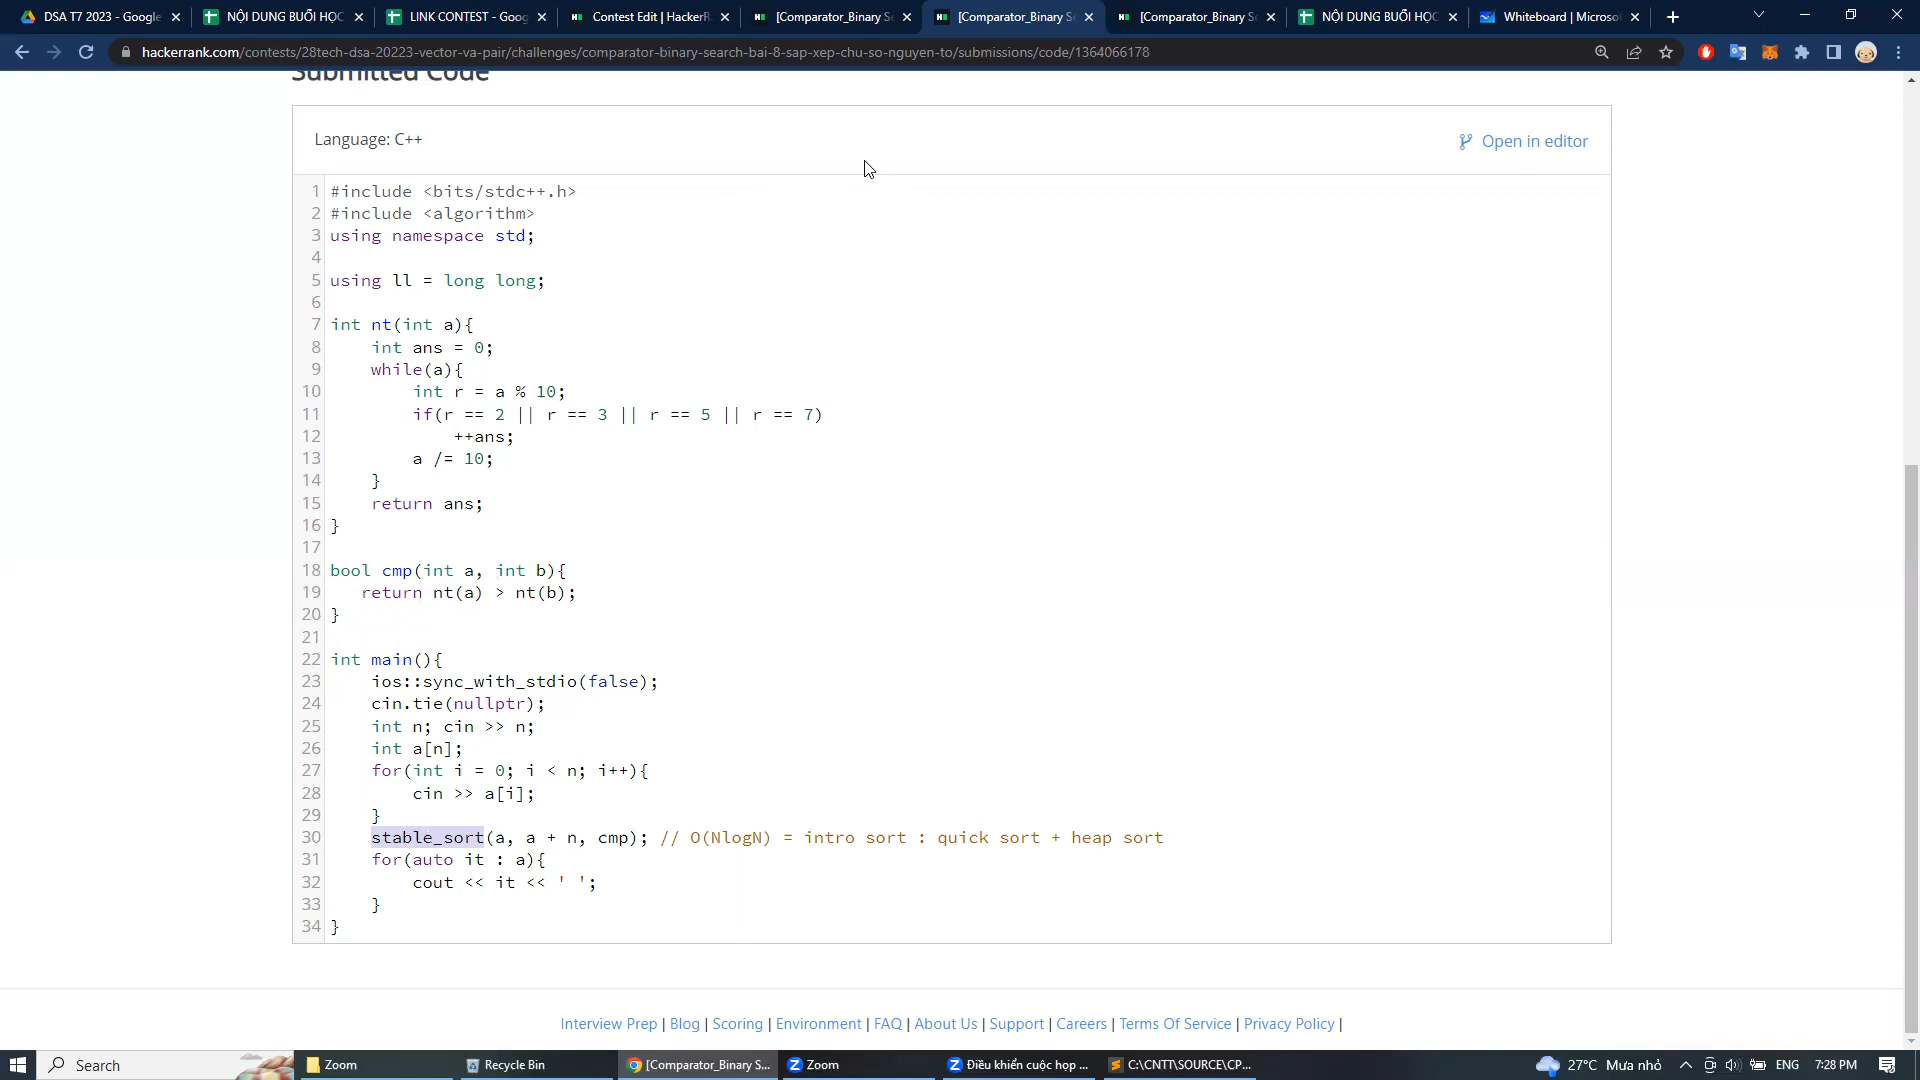 DSA T7 2023 - Google
NỘI DUNG BUỔI HỌC
LINK CONTEST - Goog
Contest Edit | HackerR
[Comparator_Binary Se
[Comparator_Binary Se
[Comparator_Binary Se
NỘI DUNG BUỔI HỌC
Whiteboard | Microso
hackerrank.com/contests/28tech-dsa-20223-vector-va-pair/challenges/comparator-binary-search-bai-8-sap-xep-chu-so-nguyen-to/submissions/code/1364066178
Submitted Code
Language: C++
Open in editor
1 #include <bits/stdc++.h>
2 #include <algorithm>
3 using namespace std;
4
5 using ll = long long;
6
7 int nt(int a){
8     int ans = 0;
9     while(a){
10         int r = a % 10;
11         if(r == 2 || r == 3 || r == 5 || r == 7)
12             ++ans;
13         a /= 10;
14     }
15     return ans;
16 }
17
18 bool cmp(int a, int b){
19    return nt(a) > nt(b);
20 }
21
22 int main(){
23     ios::sync_with_stdio(false);
24     cin.tie(nullptr);
25     int n; cin >> n;
26     int a[n];
27     for(int i = 0; i < n; i++){
28         cin >> a[i];
29     }
30     stable_sort(a, a + n, cmp); // O(NlogN) = intro sort : quick sort + heap sort
31     for(auto it : a){
32         cout << it << ' ';
33     }
34 }
Interview Prep | Blog | Scoring | Environment | FAQ | About Us | Support | Careers | Terms Of Service | Privacy Policy |
Search
Zoom
Recycle Bin
[Comparator_Binary S...
Zoom
Điều khiển cuộc họp ...
C:\CNTT\SOURCE\CP...
27°C Mưa nhỏ
ENG
7:28 PM